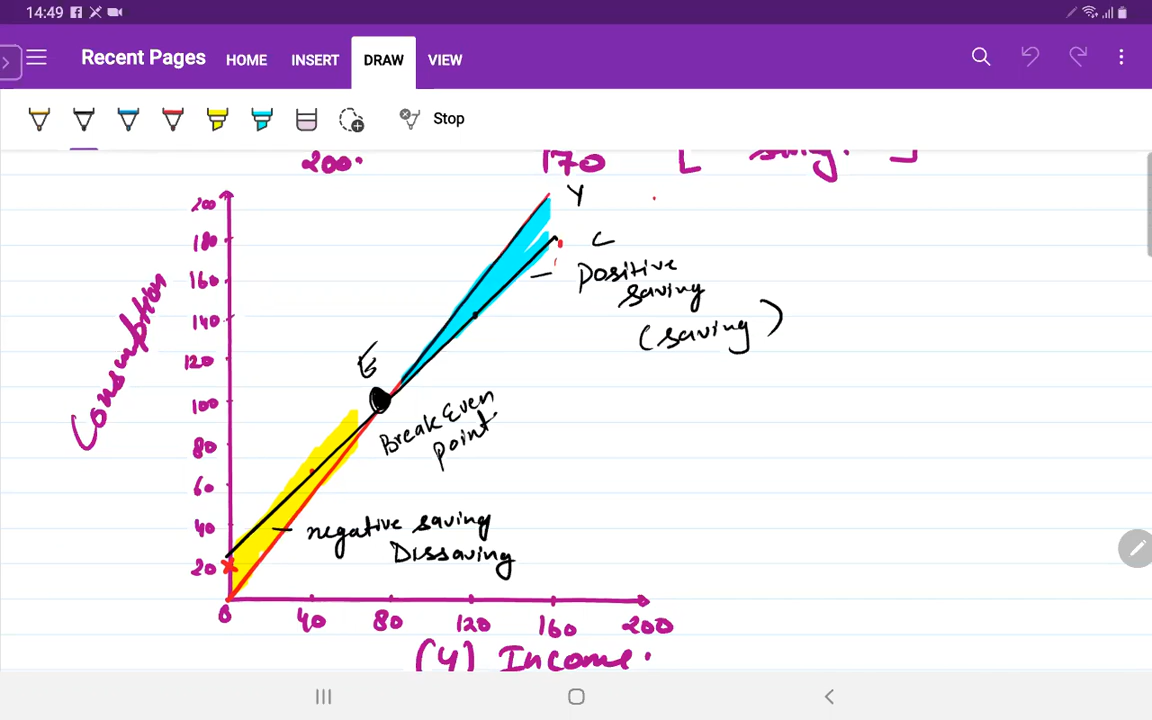 14:49
Recent Pages HOME INSERT DRAW VIEW
Stop
200. 170 [ ]
200 Y
180 C
160 Positive
saving
140 (saving)
120 E
100 Break Even
Point
80
60
40 negative saving
Dissaving
20
0 40 80 120 160 200
Consumption
(Y) Income.